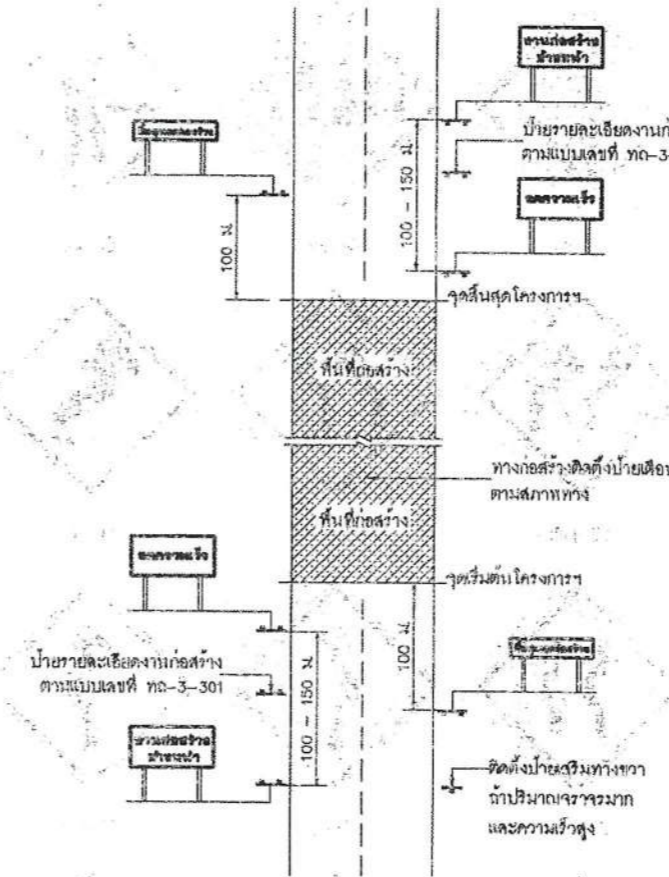 งานก่อสร้าง
ข้างหน้า
ป้ายรายละเอียดงานก่
ตามแบบเลขที่ ทถ-3-
ลดความเร็ว
100 ม.
100 - 150 ม.
จุดสิ้นสุดโครงการฯ
พื้นที่ก่อสร้าง
ทางก่อสร้างติดตั้งป้ายเตือน
ตามสภาพทาง
พื้นที่ก่อสร้าง
จุดเริ่มต้นโครงการฯ
ลดความเร็ว
100 ม.
ป้ายรายละเอียดงานก่อสร้าง
ตามแบบเลขที่ ทถ-3-301
100 - 150 ม.
งานก่อสร้าง
ข้างหน้า
ติดตั้งป้ายเสริมทางขวา
ถ้าปริมาณจราจรมาก
และความเร็วสูง